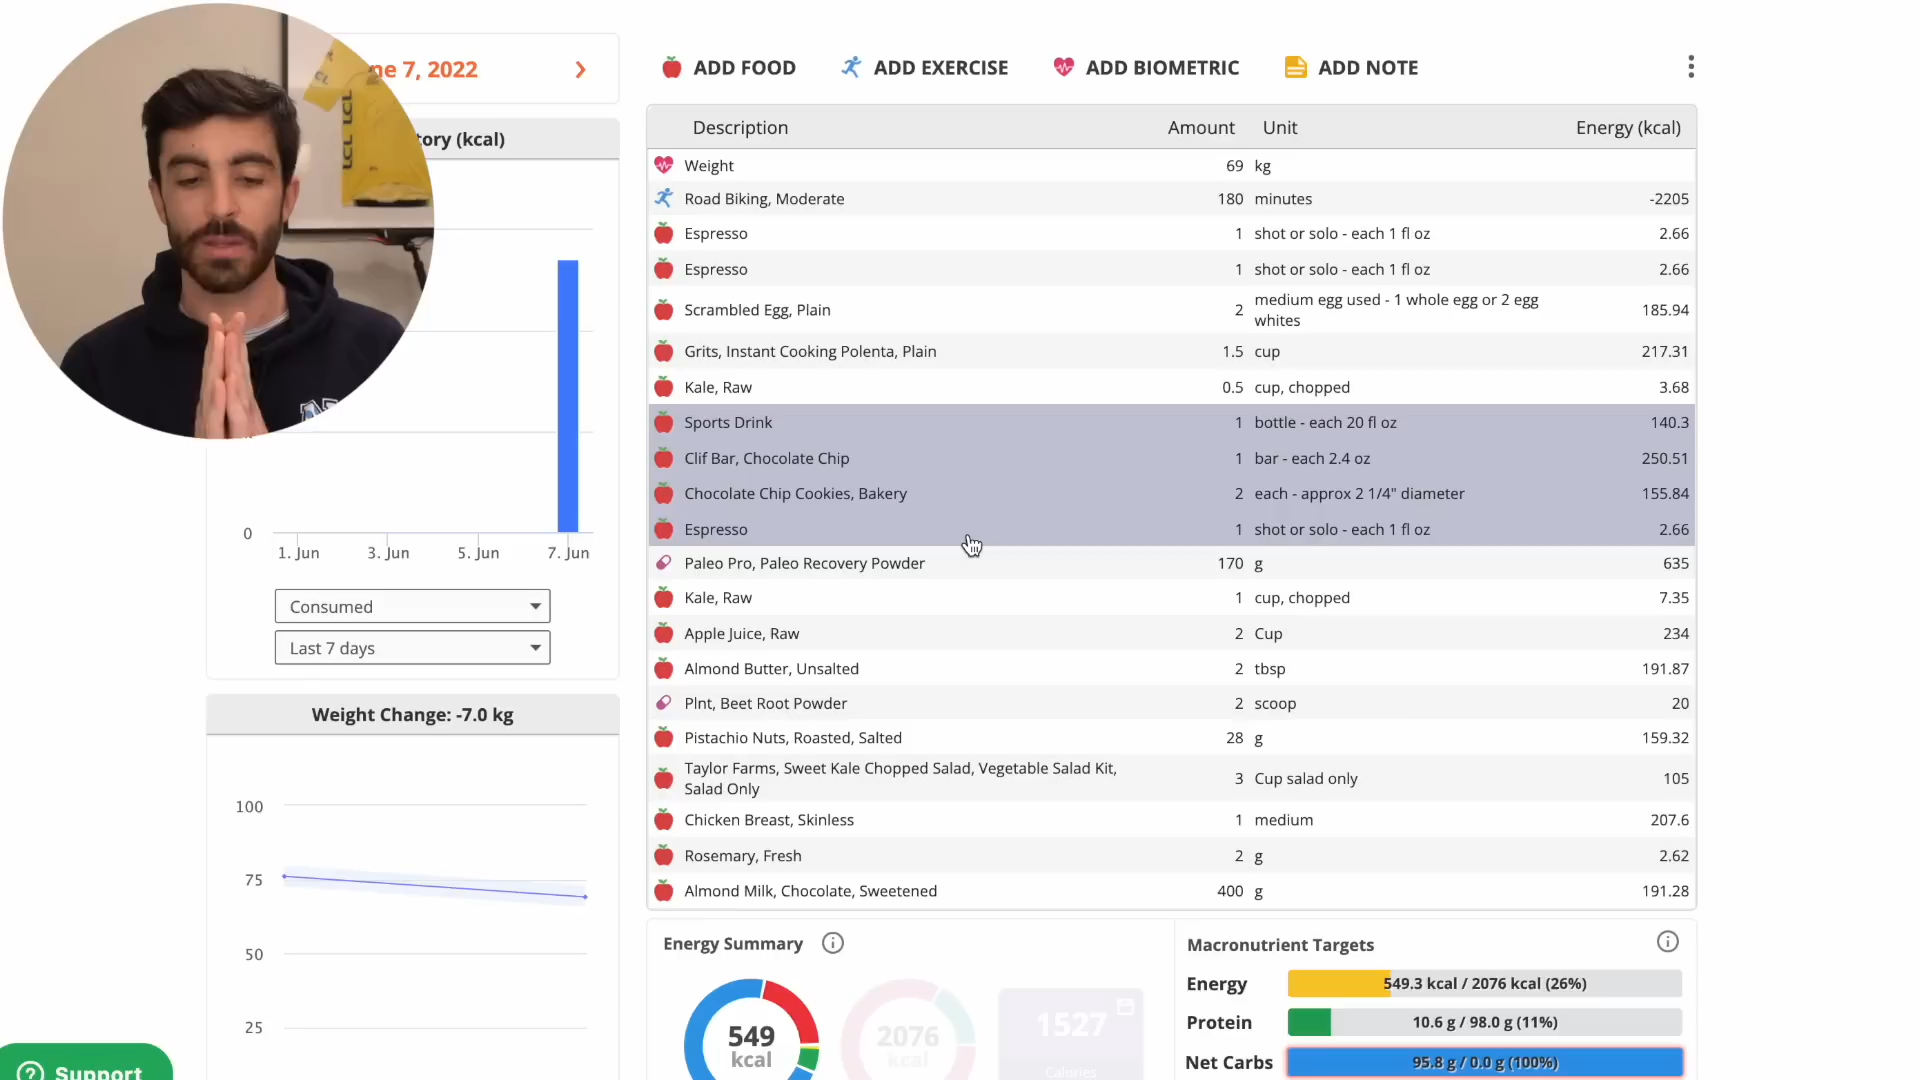 ne 7, 2022
ADD FOOD
ADD EXERCISE
ADD BIOMETRIC
ADD NOTE
LCL
LCL LCL
tory (kcal)
0
1. Jun 3. Jun 5. Jun 7. Jun
Consumed
Last 7 days
Weight Change: -7.0 kg
100
75
50
25
Support
Description Amount Unit Energy (kcal)
Weight 69 kg
Road Biking, Moderate 180 minutes -2205
Espresso 1 shot or solo - each 1 fl oz 2.66
Espresso 1 shot or solo - each 1 fl oz 2.66
Scrambled Egg, Plain 2 medium egg used - 1 whole egg or 2 egg
whites 185.94
Grits, Instant Cooking Polenta, Plain 1.5 cup 217.31
Kale, Raw 0.5 cup, chopped 3.68
Sports Drink 1 bottle - each 20 fl oz 140.3
Clif Bar, Chocolate Chip 1 bar - each 2.4 oz 250.51
Chocolate Chip Cookies, Bakery 2 each - approx 2 1/4" diameter 155.84
Espresso 1 shot or solo - each 1 fl oz 2.66
Paleo Pro, Paleo Recovery Powder 170 g 635
Kale, Raw 1 cup, chopped 7.35
Apple Juice, Raw 2 Cup 234
Almond Butter, Unsalted 2 tbsp 191.87
Plnt, Beet Root Powder 2 scoop 20
Pistachio Nuts, Roasted, Salted 28 g 159.32
Taylor Farms, Sweet Kale Chopped Salad, Vegetable Salad Kit,
Salad Only 3 Cup salad only 105
Chicken Breast, Skinless 1 medium 207.6
Rosemary, Fresh 2 g 2.62
Almond Milk, Chocolate, Sweetened 400 g 191.28
Energy Summary
549
kcal
2076
kcal
1527
Calories
Macronutrient Targets
Energy 549.3 kcal / 2076 kcal (26%)
Protein 10.6 g / 98.0 g (11%)
Net Carbs 95.8 g / 0.0 g (100%)